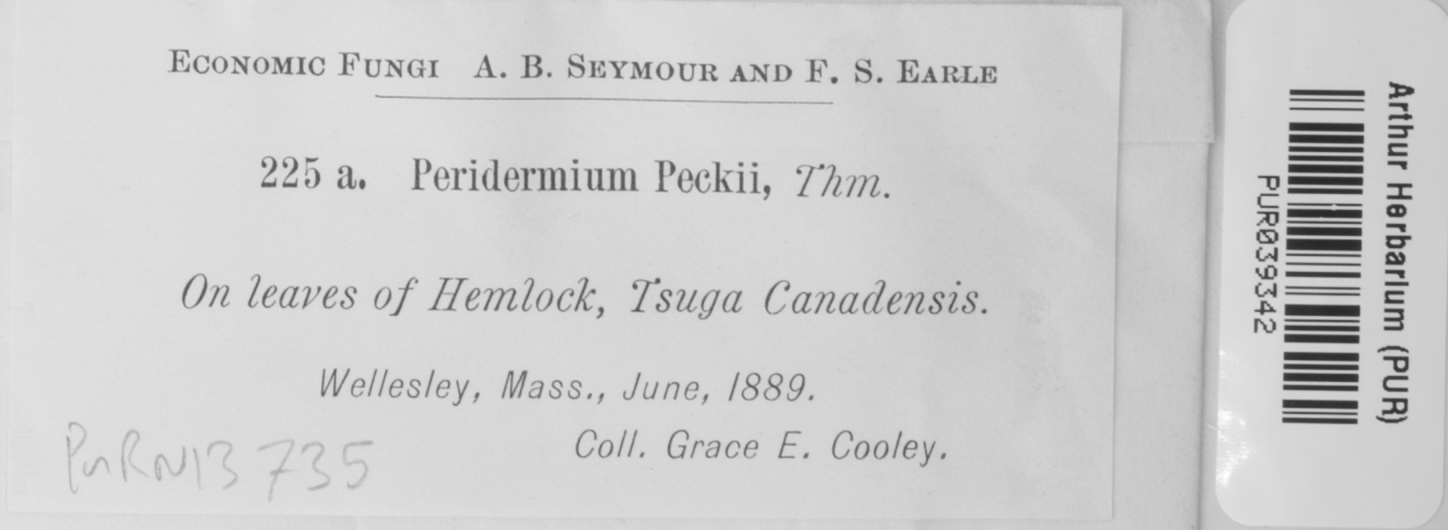 ECONOMIC FUNGI A. B. SEYMOUR AND F. S. EARLE
225 a. Peridermium Peckii, Thm.
On leaves of Hemlock, Tsuga Canadensis.
Wellesley, Mass., June, 1889.
Coll. Grace E. Cooley.
PURN13735
Arthur Herbarium (PUR)
PUR039342